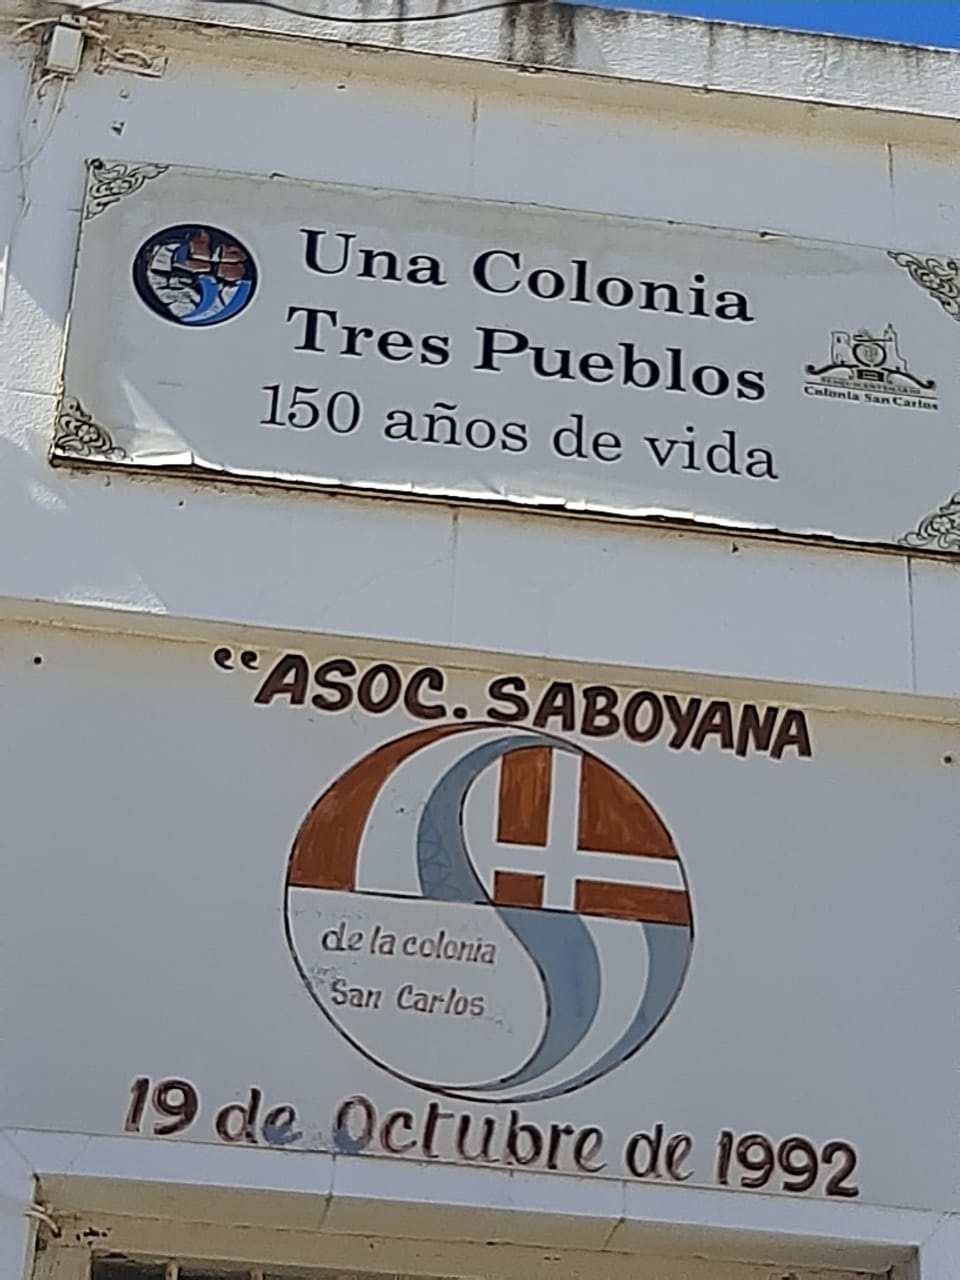 Una Colonia
Tres Pueblos
150 años de vida
SESQUICENTENARIO
Colonia San Carlos
“ASOC. SABOYANA
de la colonia
San Carlos
19 de Octubre de 1992